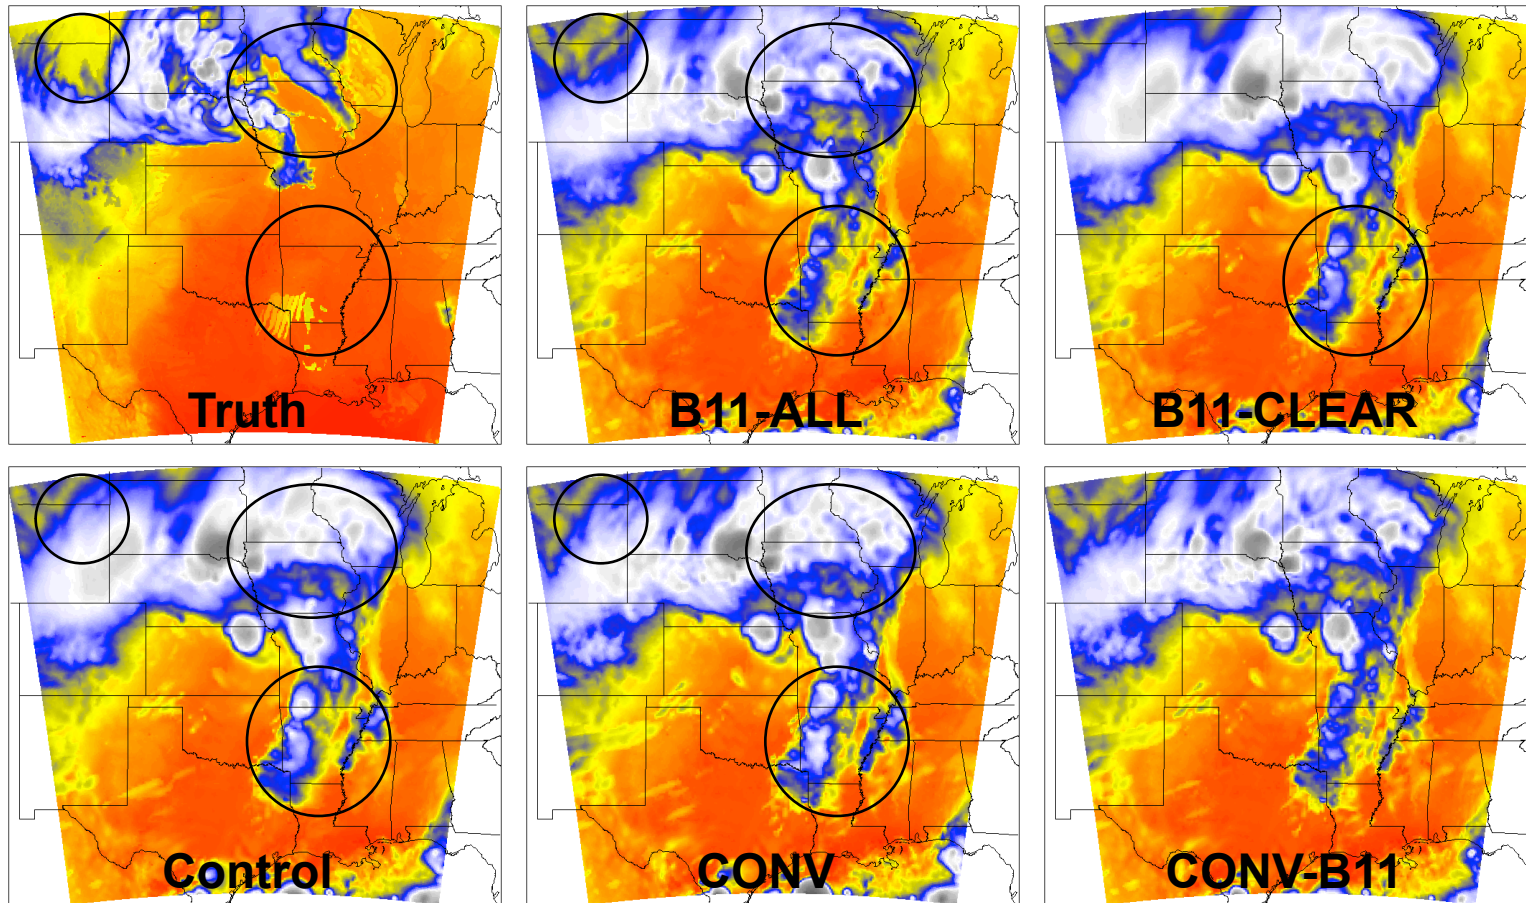 Truth
B11-ALL
B11-CLEAR
Control
CONV
CONV-B11